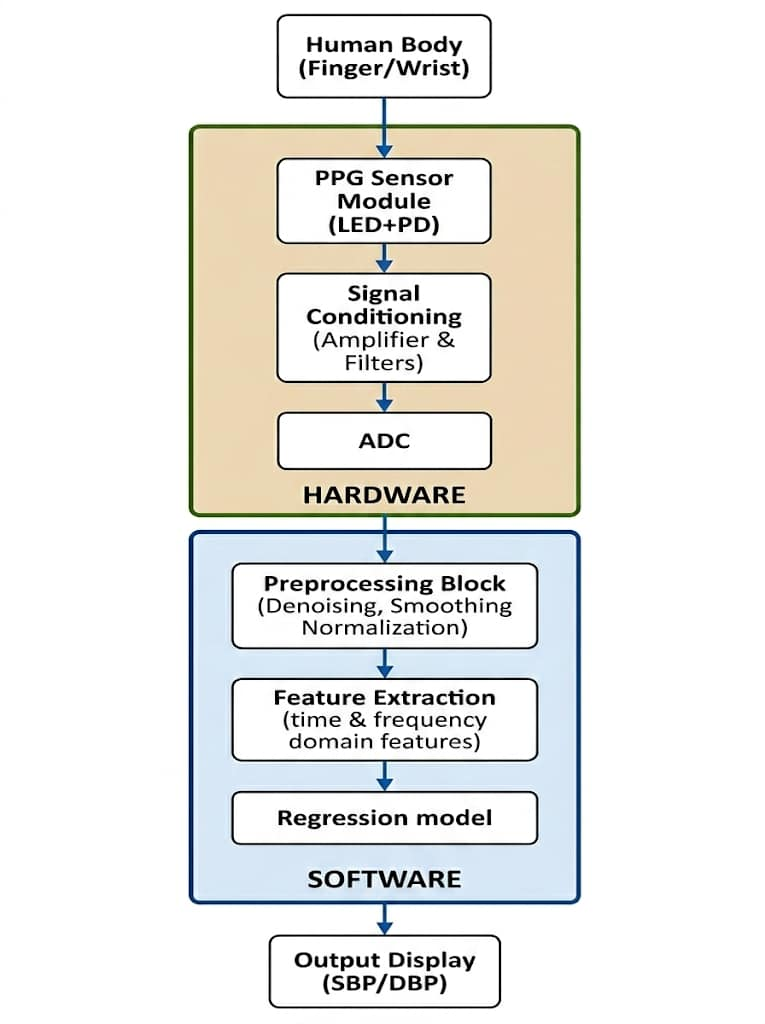 Human Body
(Finger/Wrist)
PPG Sensor
Module
(LED+PD)
Signal
Conditioning
(Amplifier &
Filters)
ADC
HARDWARE
Preprocessing Block
(Denoising, Smoothing
Normalization)
Feature Extraction
(time & frequency
domain features)
Regression model
SOFTWARE
Output Display
(SBP/DBP)